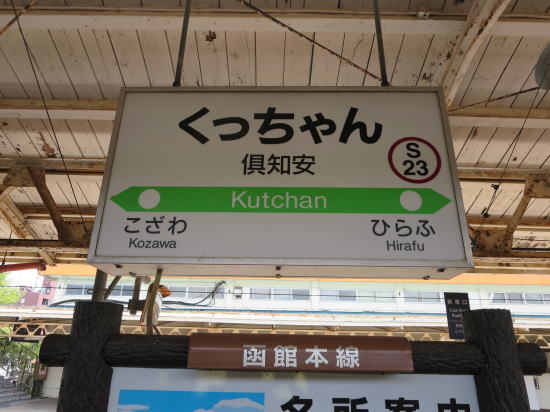 くっちゃん
倶知安
S
23
Kutchan
こざわ
Kozawa
ひらふ
Hirafu
函館本線
名所案内